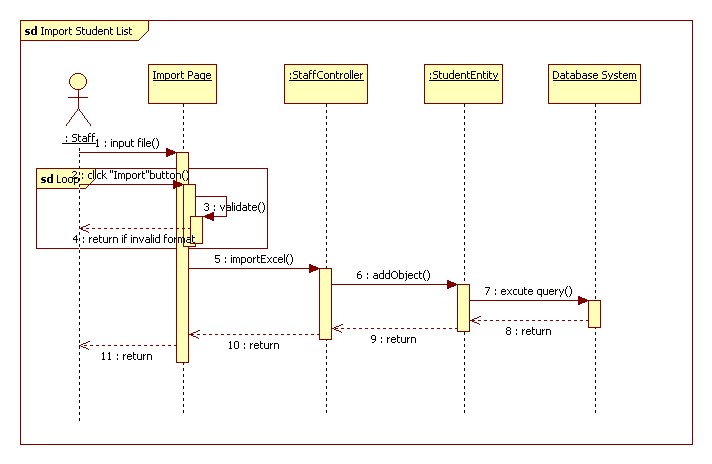 sd Import Student List
Import Page
:StaffController
:StudentEntity
Database System
: Staff
1 : input file()
sd Loop
2 : click "Import"button()
3 : validate()
4 : return if invalid format
5 : importExcel()
6 : addObject()
7 : excute query()
8 : return
9 : return
10 : return
11 : return